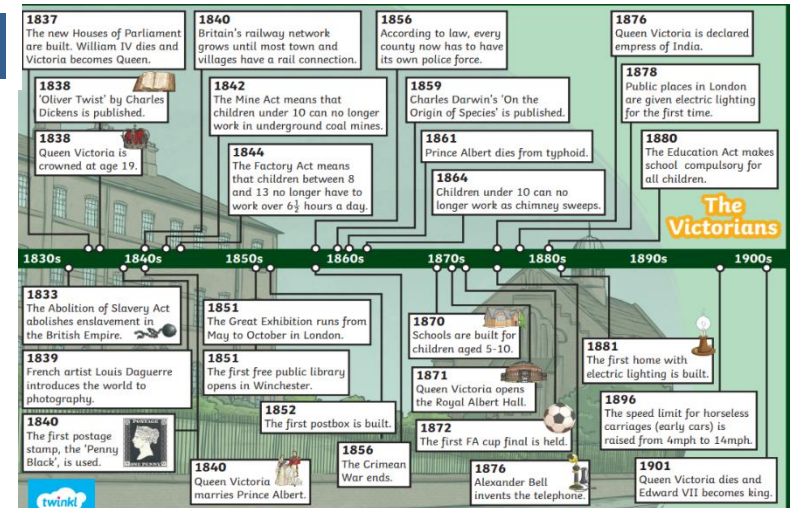 1837
The new Houses of Parliament
are built. William IV dies and
Victoria becomes Queen.
1838
'Oliver Twist' by Charles
Dickens is published.
1838
Queen Victoria is
crowned at age 19.
1840
Britain's railway network
grows until most town and
villages have a rail connection.
1842
The Mine Act means that
children under 10 can no longer
work in underground coal mines.
1844
The Factory Act means
that children between 8
and 13 no longer have to
work over 6½ hours a day.
1856
According to law, every
county now has to have
its own police force.
1859
Charles Darwin's 'On the
Origin of Species' is published.
1861
Prince Albert dies from typhoid.
1864
Children under 10 can no
longer work as chimney sweeps.
1876
Queen Victoria is declared
empress of India.
1878
Public places in London
are given electric lighting
for the first time.
1880
The Education Act makes
school compulsory for
all children.
The
Victorians
1830s 1840s 1850s 1860s 1870s 1880s 1890s 1900s
1833
The Abolition of Slavery Act
abolishes enslavement in
the British Empire.
1839
French artist Louis Daguerre
introduces the world to
photography.
1840
The first postage
stamp, the 'Penny
Black', is used.
POSTAGE
ONE PENNY
1840
Queen Victoria
marries Prince Albert.
1851
The Great Exhibition runs from
May to October in London.
1851
The first free public library
opens in Winchester.
1852
The first postbox is built.
1856
The Crimean
War ends.
1870
Schools are built for
children aged 5-10.
1871
Queen Victoria opens
the Royal Albert Hall.
1872
The first FA cup final is held.
1876
Alexander Bell
invents the telephone.
1881
The first home with
electric lighting is built.
1896
The speed limit for horseless
carriages (early cars) is
raised from 4mph to 14mph.
1901
Queen Victoria dies and
Edward VII becomes king.
twinkl